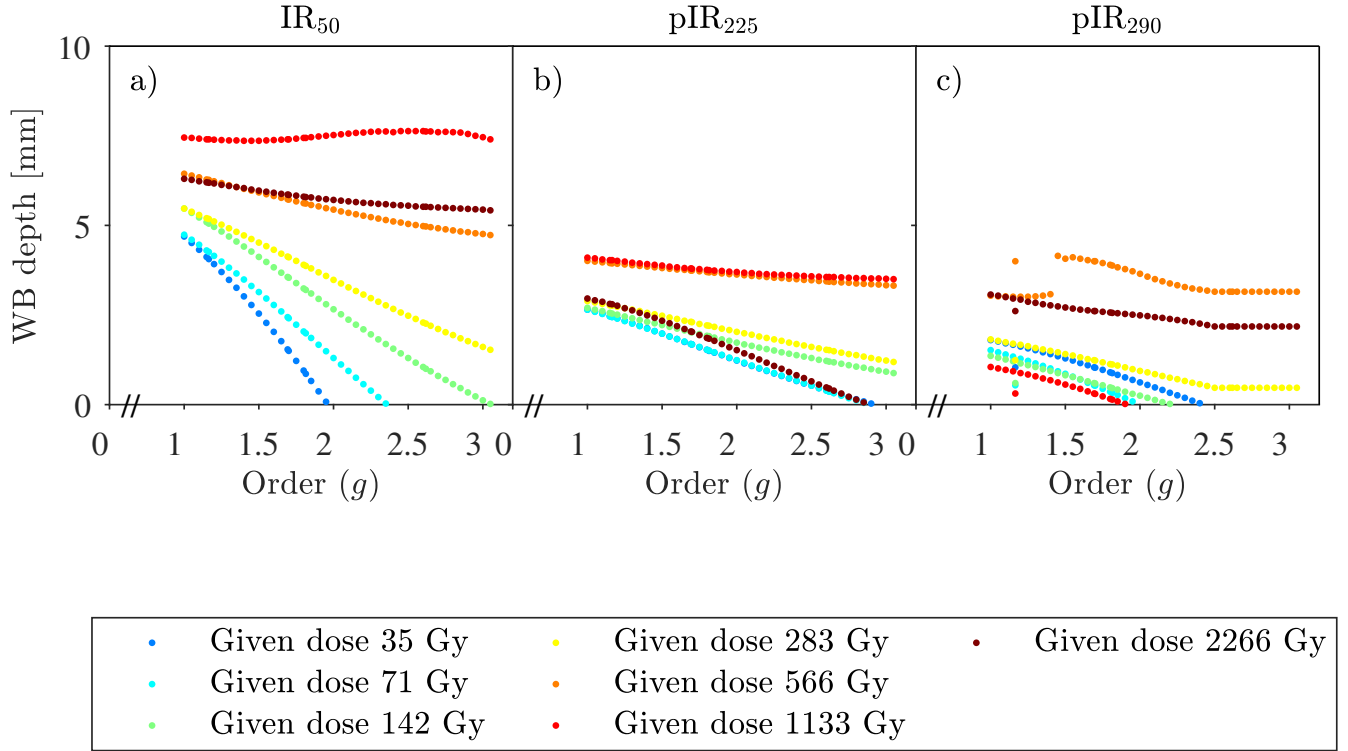 IR₅₀ pIR₂₂₅ pIR₂₉₀
10
a) b) c)
WB depth [mm]
5
0
0 1 1.5 2 2.5 3 0 1 1.5 2 2.5 3 0 1 1.5 2 2.5 3
Order (g) Order (g) Order (g)
Given dose 35 Gy Given dose 283 Gy Given dose 2266 Gy
Given dose 71 Gy Given dose 566 Gy
Given dose 142 Gy Given dose 1133 Gy